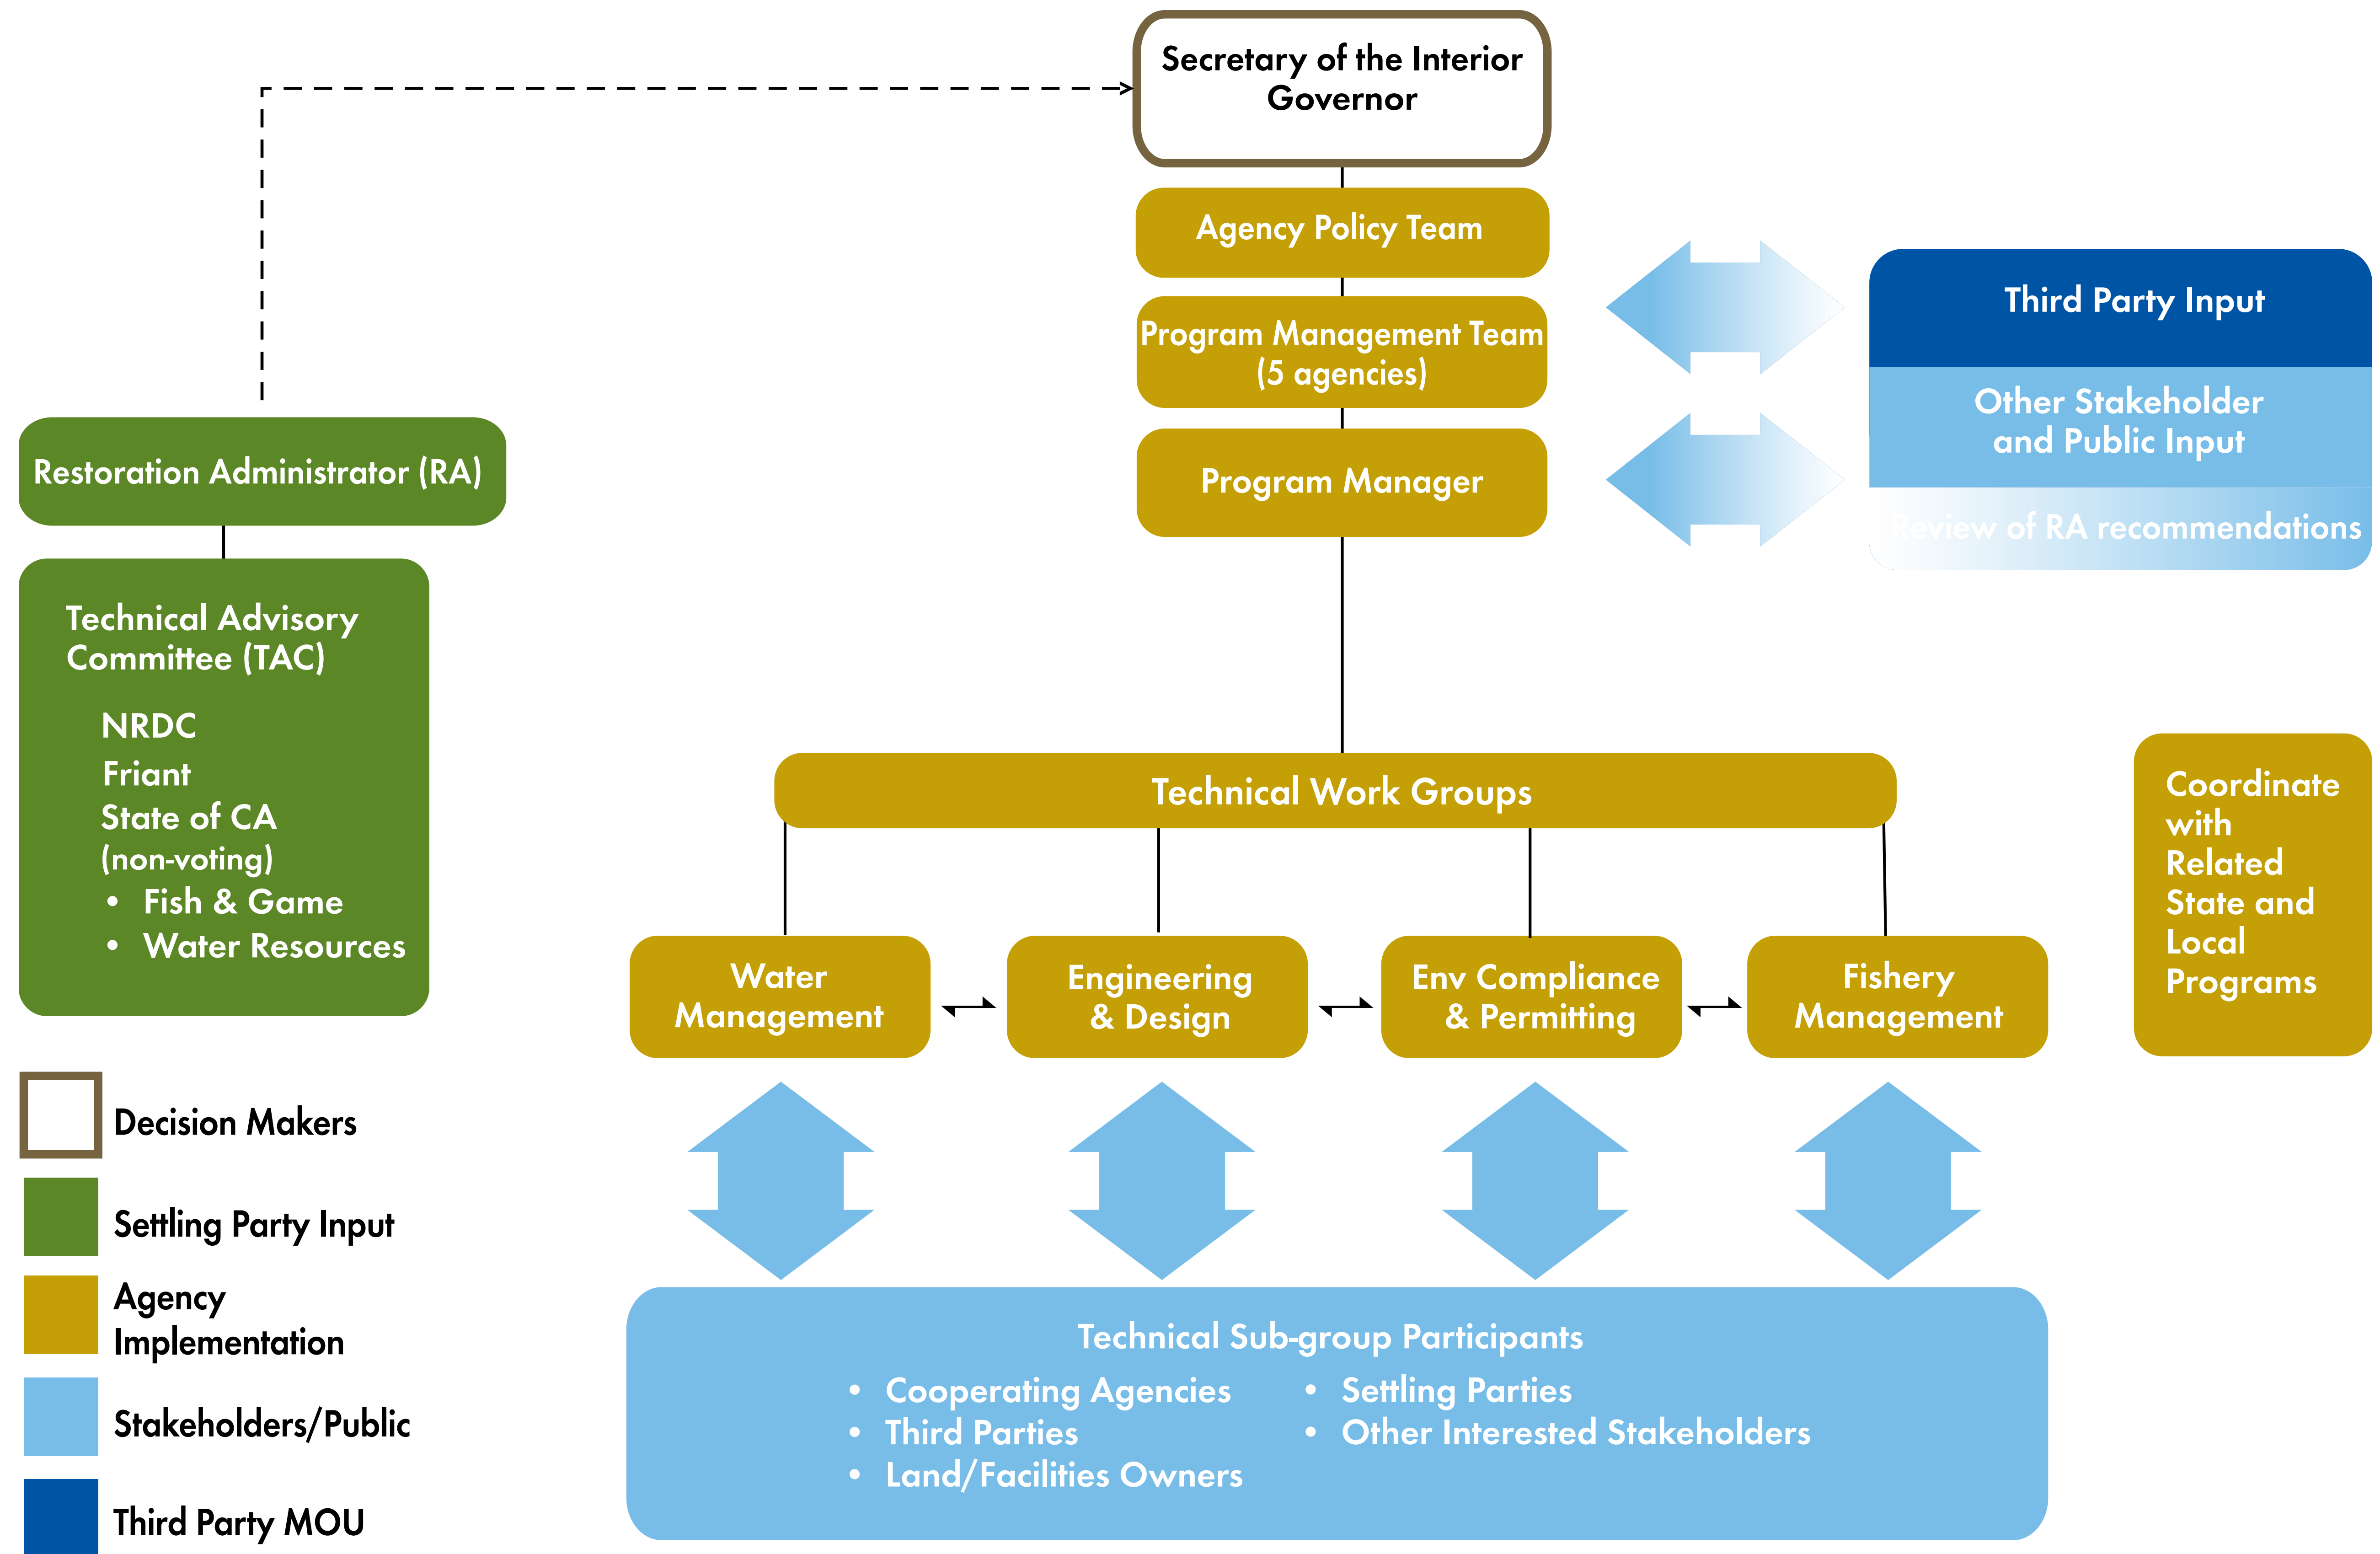 Secretary of the Interior
Governor
Agency Policy Team
Program Management Team
(5 agencies)
Program Manager
Third Party Input
Other Stakeholder
and Public Input
Review of RA recommendations
Restoration Administrator (RA)
Technical Advisory
Committee (TAC)
NRDC
Friant
State of CA
(non-voting)
• Fish & Game
• Water Resources
Technical Work Groups
Water
Management
Engineering
& Design
Env Compliance
& Permitting
Fishery
Management
Coordinate
with
Related
State and
Local
Programs
Technical Sub-group Participants
• Cooperating Agencies
• Third Parties
• Land/Facilities Owners
• Settling Parties
• Other Interested Stakeholders
Decision Makers
Settling Party Input
Agency
Implementation
Stakeholders/Public
Third Party MOU